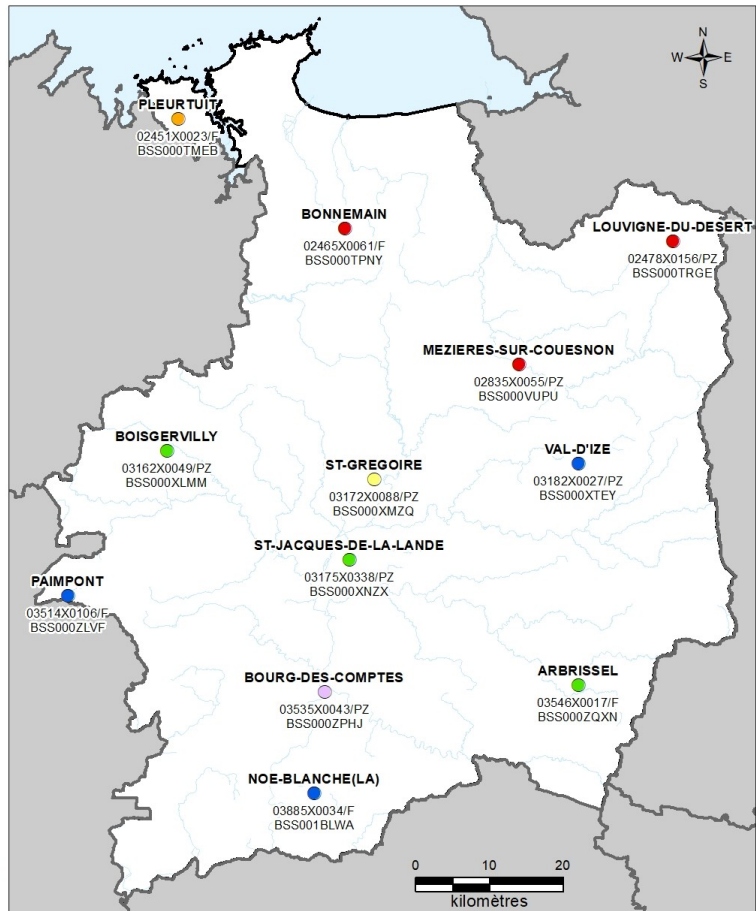 N
W E
S
PLEURTUIT
02451X0023/F
BSS000TMEB
BONNEMAIN
02465X0061/F
BSS000TPNY
LOUVIGNE-DU-DESERT
02478X0156/PZ
BSS000TRGE
MEZIERES-SUR-COUESNON
02835X0055/PZ
BSS000VUPU
BOISGERVILLY
03162X0049/PZ
BSS000XLMM
ST-GREGOIRE
03172X0088/PZ
BSS000XMZQ
VAL-D'IZE
03182X0027/PZ
BSS000XTEY
ST-JACQUES-DE-LA-LANDE
03175X0338/PZ
BSS000XNZX
PAIMPONT
03514X0106/F
BSS000ZLVF
BOURG-DES-COMPTES
03535X0043/PZ
BSS000ZPHJ
ARBRISSEL
03546X0017/F
BSS000ZQXN
NOE-BLANCHE(LA)
03885X0034/F
BSS001BLWA
0 10 20
kilomètres